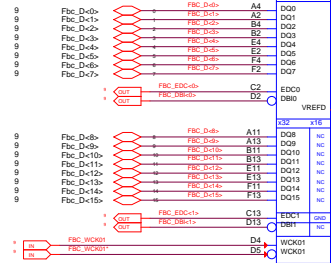 9 Fbc_D<0> FBC_D<0> A4 DQ0
9 Fbc_D<1> FBC_D<1> A2 DQ1
9 Fbc_D<2> FBC_D<2> B4 DQ2
9 Fbc_D<3> FBC_D<3> B2 DQ3
9 Fbc_D<4> FBC_D<4> E4 DQ4
9 Fbc_D<5> FBC_D<5> E2 DQ5
9 Fbc_D<6> FBC_D<6> F4 DQ6
9 Fbc_D<7> FBC_D<7> F2 DQ7
OUT FBC_EDC<0> C2 EDC0
OUT FBC_DBI<0> D2 DBI0
VREFD
x32 x16
9 Fbc_D<8> FBC_D<8> A11 DQ8 NC
9 Fbc_D<9> FBC_D<9> A13 DQ9 NC
9 Fbc_D<10> FBC_D<10> B11 DQ10 NC
9 Fbc_D<11> FBC_D<11> B13 DQ11 NC
9 Fbc_D<12> FBC_D<12> E11 DQ12 NC
9 Fbc_D<13> FBC_D<13> E13 DQ13 NC
9 Fbc_D<14> FBC_D<14> F11 DQ14 NC
9 Fbc_D<15> FBC_D<15> F13 DQ15 NC
OUT FBC_EDC<1> C13 EDC1 GND
OUT FBC_DBI<1> D13 DBI1 NC
IN FBC_WCK01 D4 WCK01
IN FBC_WCK01* D5 WCK01